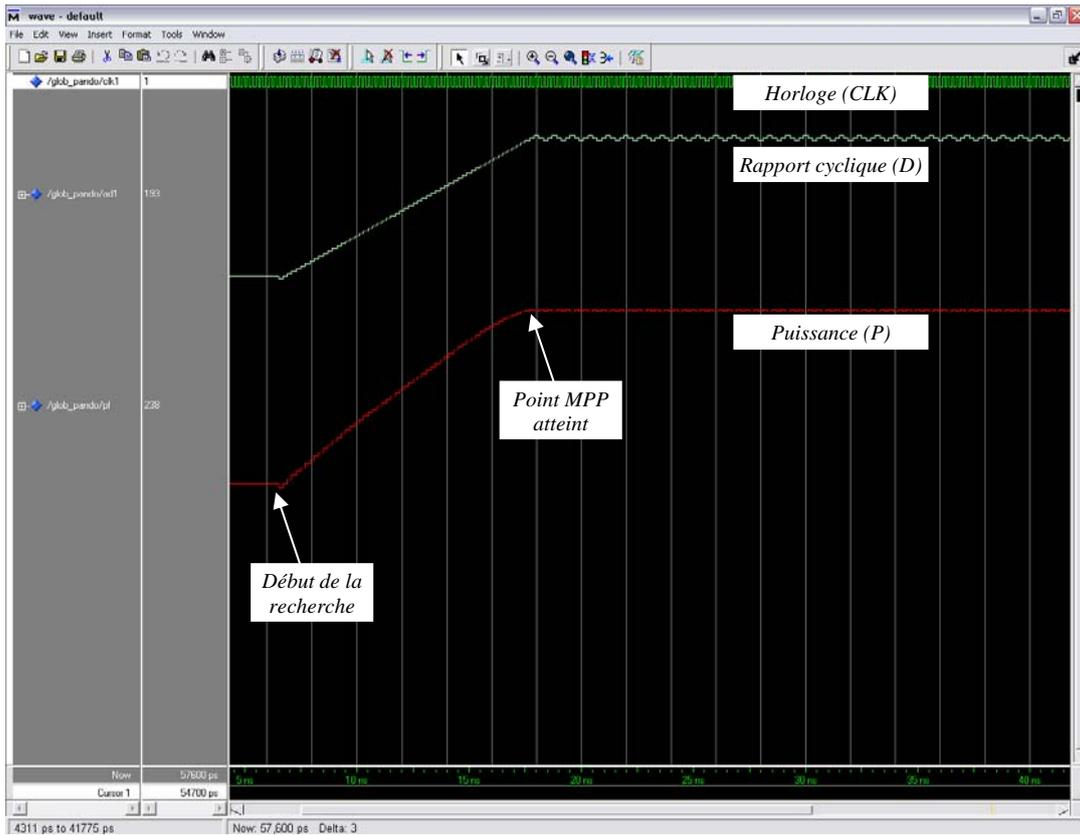 wave - default
File Edit View Insert Format Tools Window
/glob_pando/clk1 1
Horloge (CLK)
Rapport cyclique (D)
/glob_pando/ad1 193
Puissance (P)
Point MPP
atteint
/glob_pando/pl 238
Début de la
recherche
Now 57600 ps
5 ns 10 ns 15 ns 20 ns 25 ns 30 ns 35 ns 40 ns
Cursor 1 54700 ps
4311 ps to 41775 ps Now: 57,600 ps Delta: 3